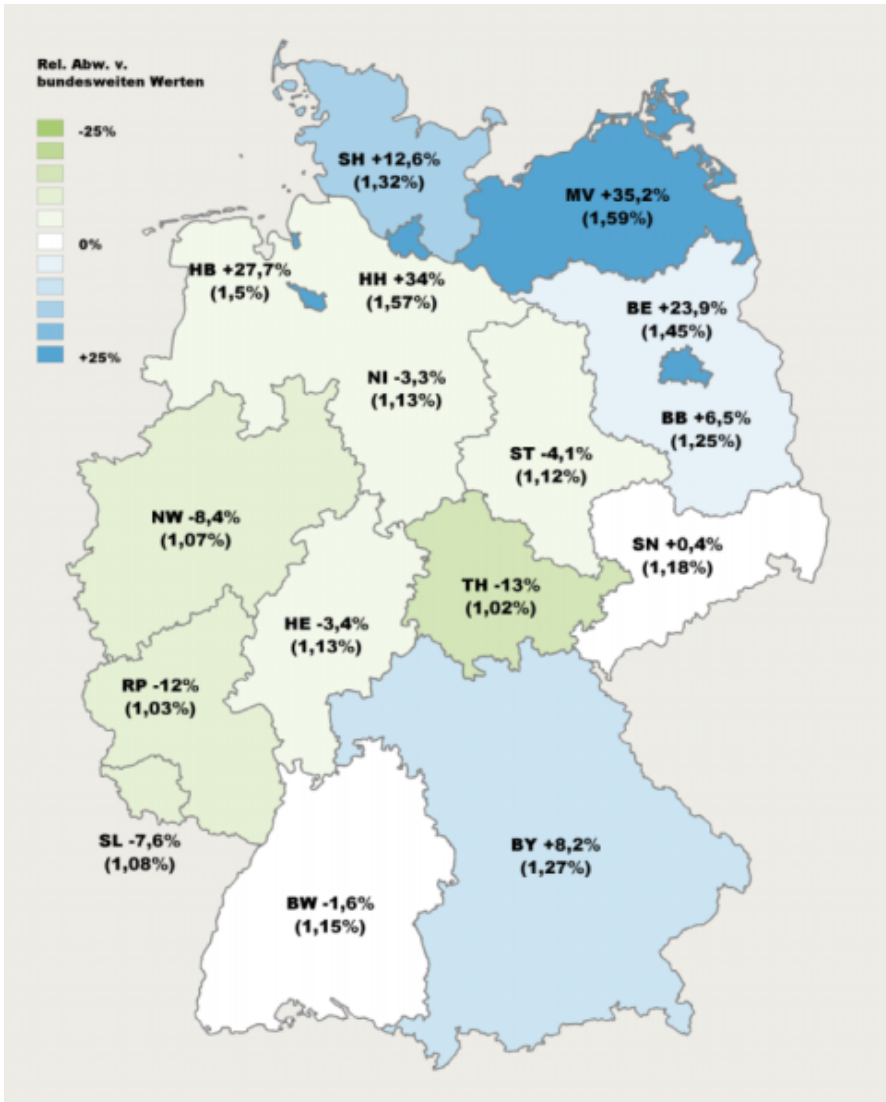 Rel. Abw. v.
bundesweiten Werten
-25%
0%
+25%
SH +12,6%
(1,32%)
MV +35,2%
(1,59%)
HB +27,7%
(1,5%)
HH +34%
(1,57%)
BE +23,9%
(1,45%)
NI -3,3%
(1,13%)
BB +6,5%
(1,25%)
ST -4,1%
(1,12%)
NW -8,4%
(1,07%)
SN +0,4%
(1,18%)
TH -13%
(1,02%)
HE -3,4%
(1,13%)
RP -12%
(1,03%)
SL -7,6%
(1,08%)
BY +8,2%
(1,27%)
BW -1,6%
(1,15%)